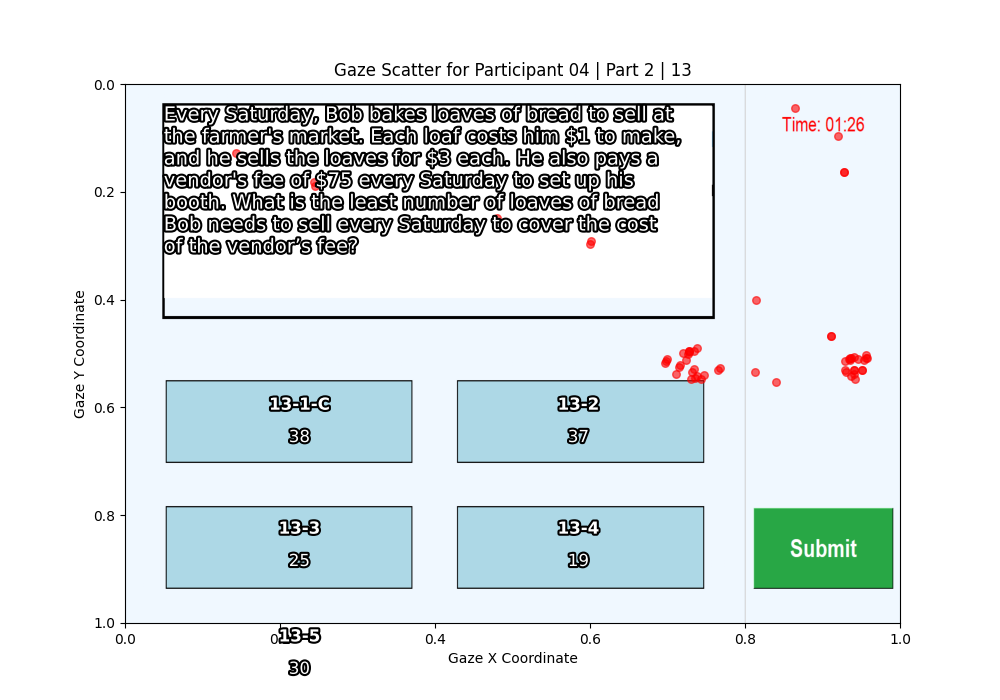 Gaze Scatter for Participant 04 | Part 2 | 13
Every Saturday, Bob bakes loaves of bread to sell at
the farmer's market. Each loaf costs him $1 to make,
and he sells the loaves for $3 each. He also pays a
vendor's fee of $75 every Saturday to set up his
booth. What is the least number of loaves of bread
Bob needs to sell every Saturday to cover the cost
of the vendor's fee?
Time: 01:26
13-1-C
38
13-2
37
13-3
25
13-4
19
13-5
30
Submit
Gaze Y Coordinate
0.0
0.2
0.4
0.6
0.8
1.0
0.0
0.2
0.4
0.6
0.8
1.0
Gaze X Coordinate